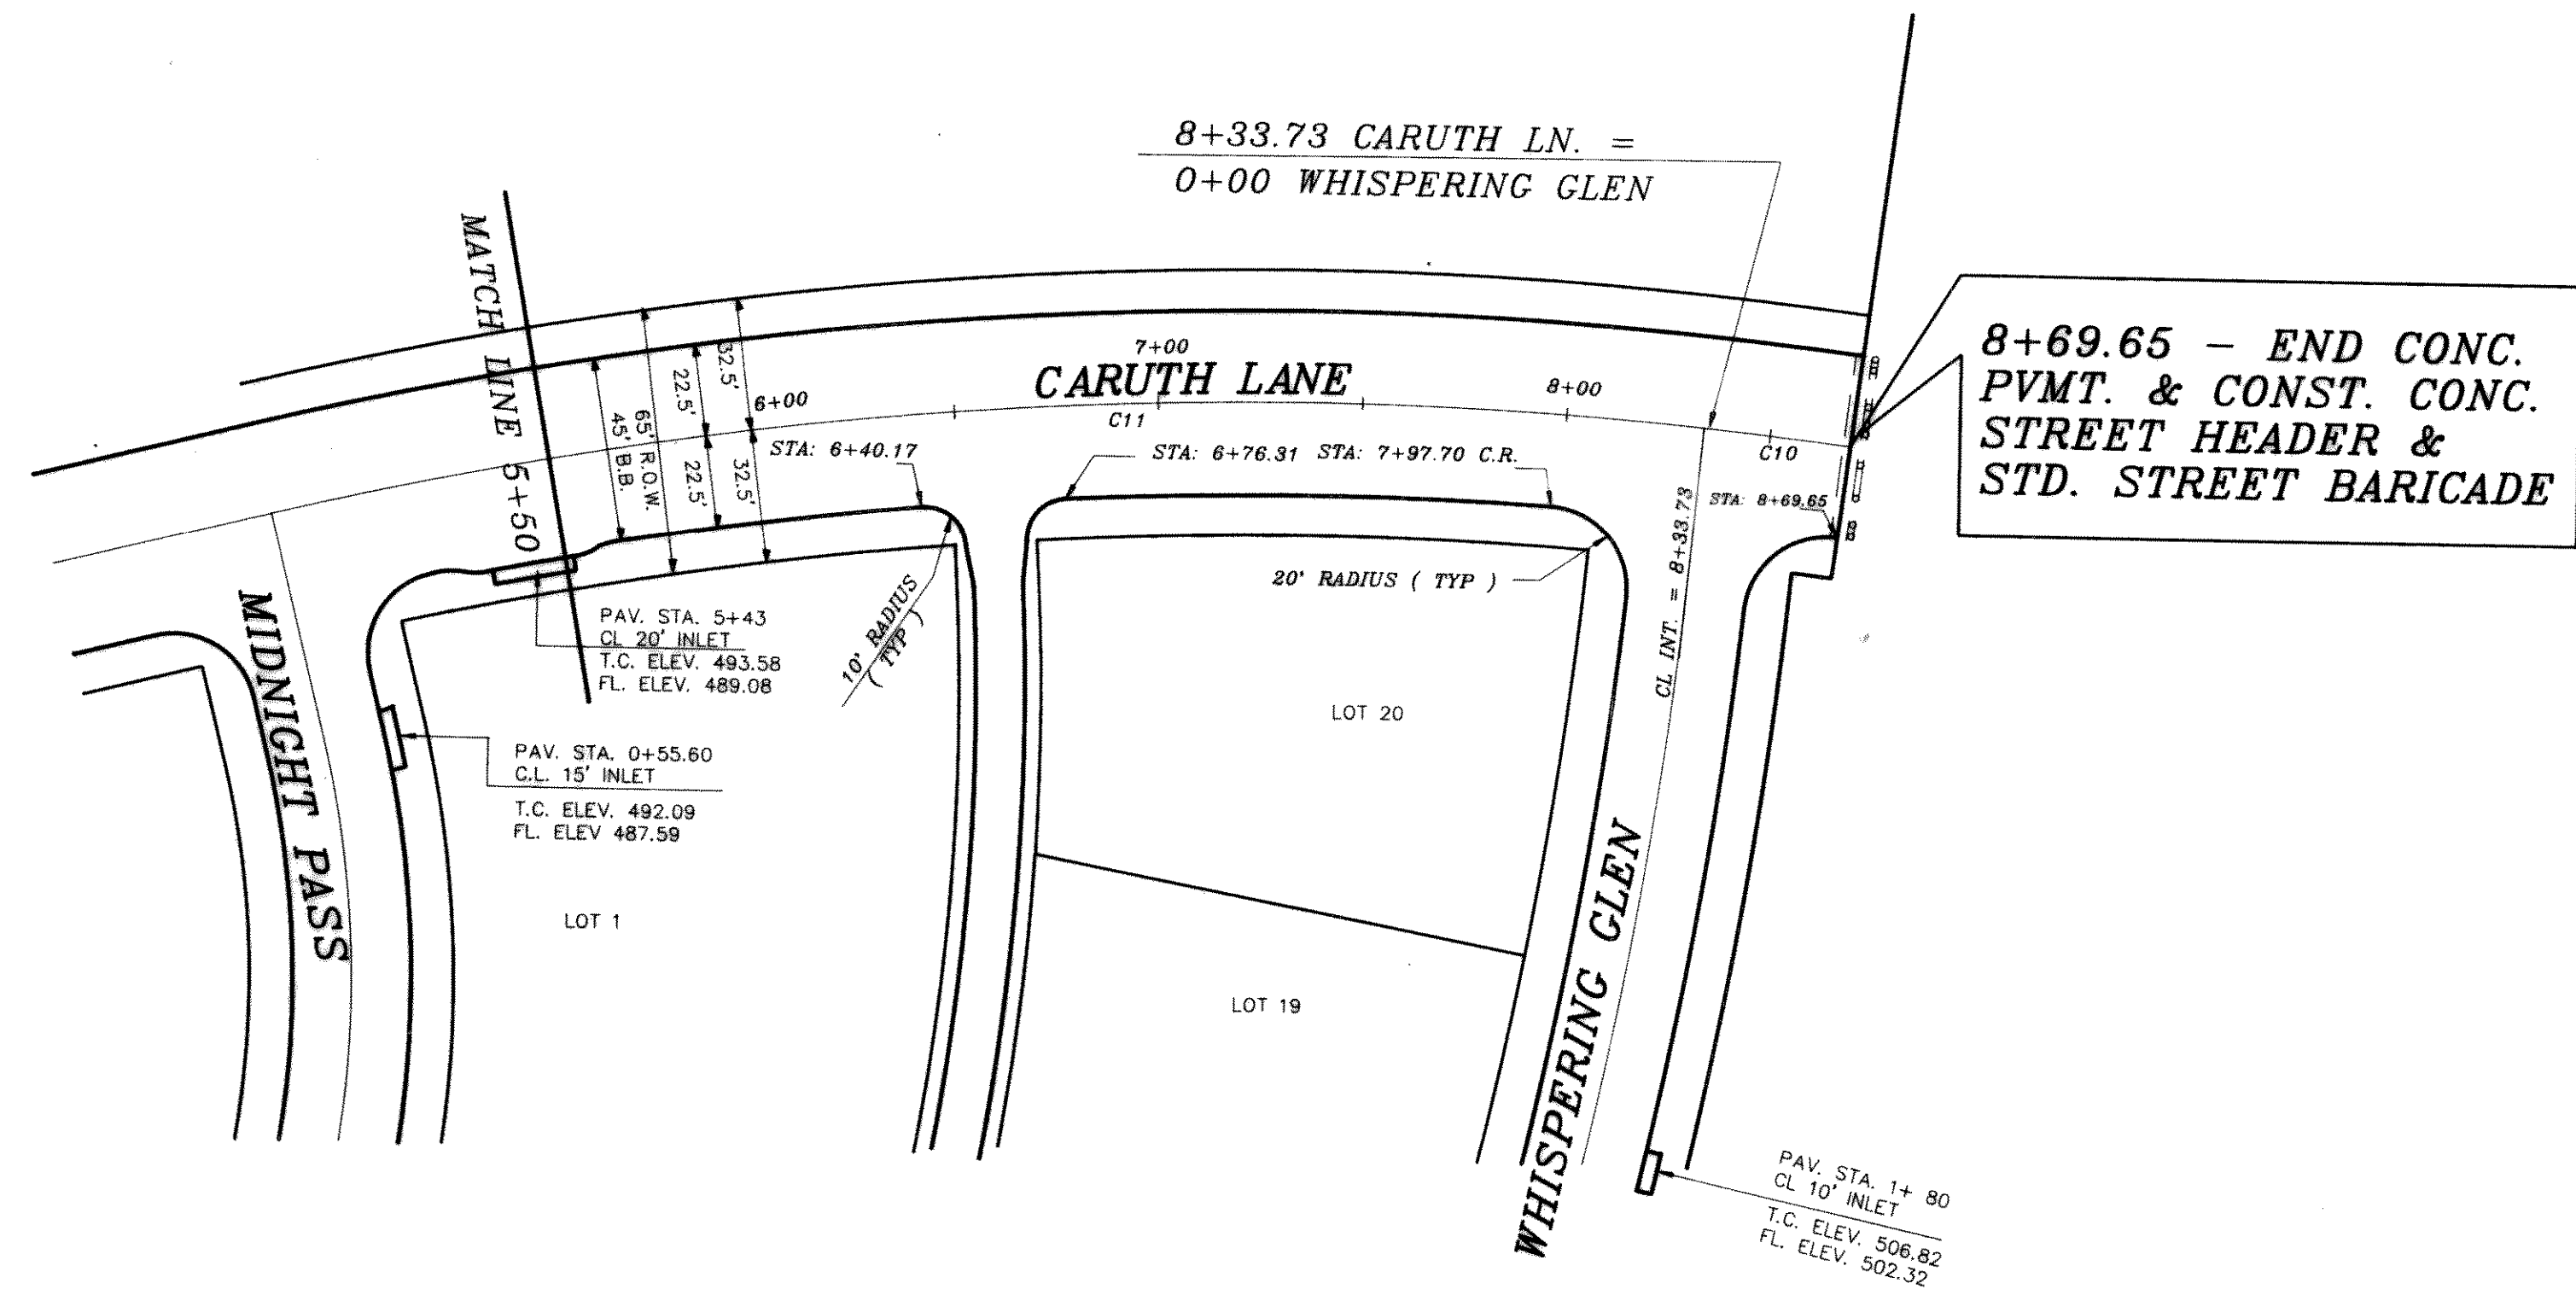 8+33.73 CARUTH LN. =
0+00 WHISPERING GLEN
MATCH LINE 5+50
8+69.65 - END CONC.
PVMT. & CONST. CONC.
STREET HEADER &
STD. STREET BARICADE
7+00
CARUTH LANE
8+00
6+00
C11
C10
32.5'
22.5'
65' R.O.W.
45' B.B.
22.5'
32.5'
STA: 6+40.17
STA: 6+76.31
STA: 7+97.70 C.R.
STA: 8+69.65
CL INT. = 8+33.73
20' RADIUS ( TYP )
10' RADIUS
( TYP )
MIDNIGHT PASS
PAV. STA. 5+43
CL 20' INLET
T.C. ELEV. 493.58
FL. ELEV. 489.08
PAV. STA. 0+55.60
C.L. 15' INLET
T.C. ELEV. 492.09
FL. ELEV 487.59
LOT 20
LOT 1
LOT 19
WHISPERING GLEN
PAV. STA. 1+ 80
CL 10' INLET
T.C. ELEV. 506.82
FL. ELEV. 502.32